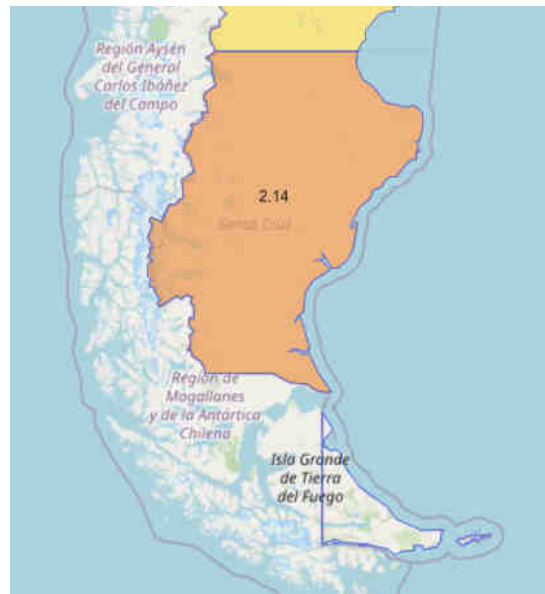 Región Aysén
del General
Carlos Ibáñez
del Campo
2.14
Santa Cruz
Región de
Magallanes
y de la Antártica
Chilena
Isla Grande
de Tierra
del Fuego